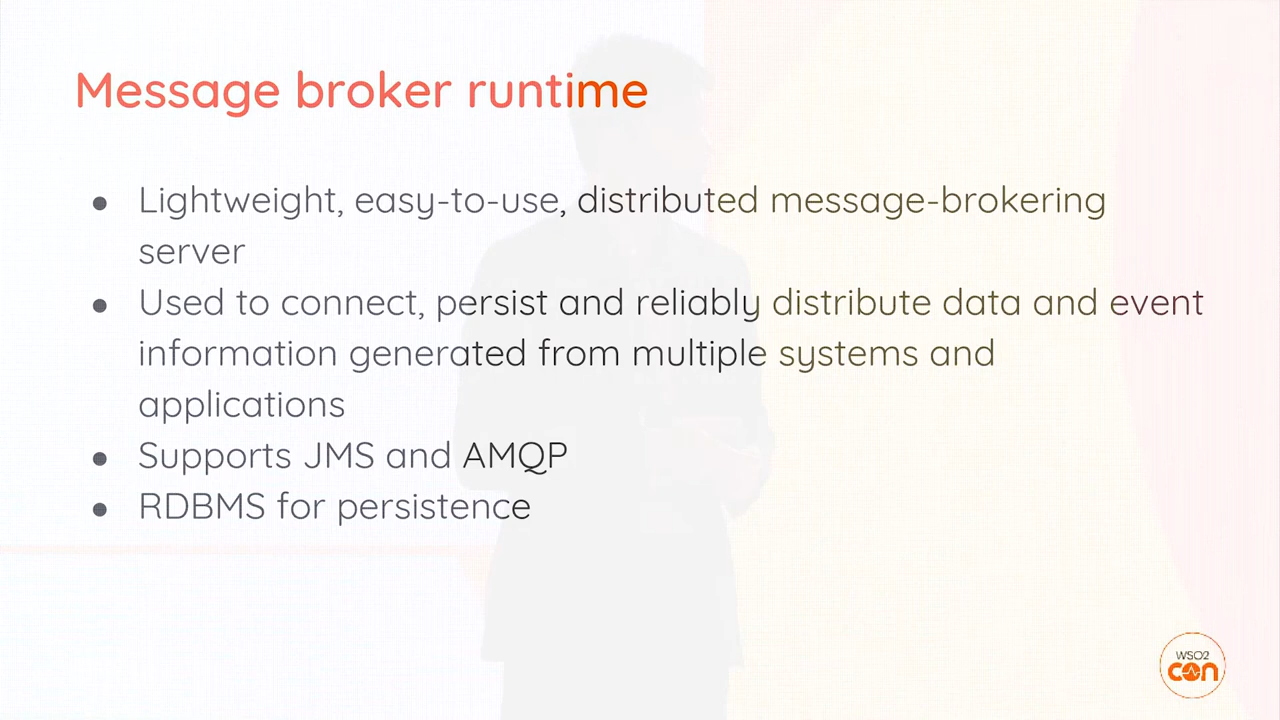 Message broker runtime
● Lightweight, easy-to-use, distributed message-brokering
server
● Used to connect, persist and reliably distribute data and event
information generated from multiple systems and
applications
● Supports JMS and AMQP
● RDBMS for persistence
WSO2
con